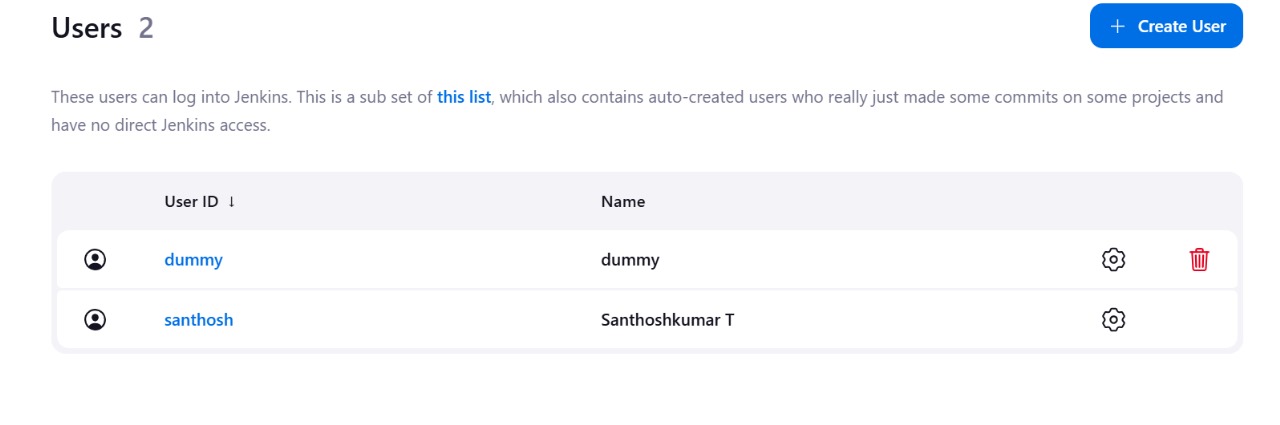 Users 2
+ Create User
These users can log into Jenkins. This is a sub set of this list, which also contains auto-created users who really just made some commits on some projects and
have no direct Jenkins access.
User ID ↓ Name
dummy dummy
santhosh Santhoshkumar T